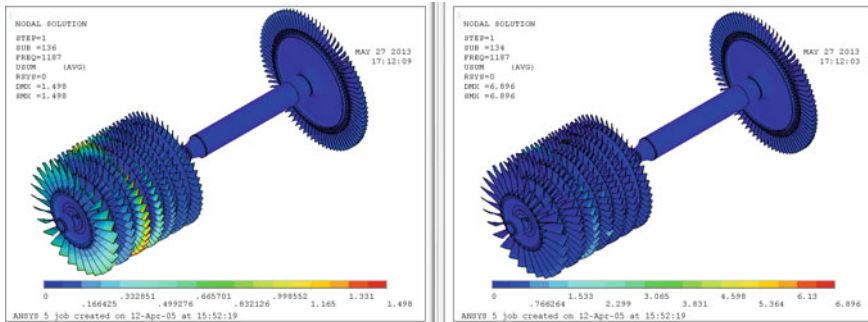 1
NODAL SOLUTION
STEP=1
SUB =136
FREQ=1187
USUM (AVG)
RSYS=0
DMX =1.498
SMX =1.498
MAY 27 2013
17:12:09
0 .332851 .665701 .998552 1.331
.166425 .499276 .832126 1.165 1.498
ANSYS 5 job created on 12-Apr-05 at 15:52:19
1
NODAL SOLUTION
STEP=1
SUB =134
FREQ=1187
USUM (AVG)
RSYS=0
DMX =6.896
SMX =6.896
MAY 27 2013
17:12:03
0 1.533 3.065 4.598 6.13
.766264 2.299 3.831 5.364 6.896
ANSYS 5 job created on 12-Apr-05 at 15:52:19